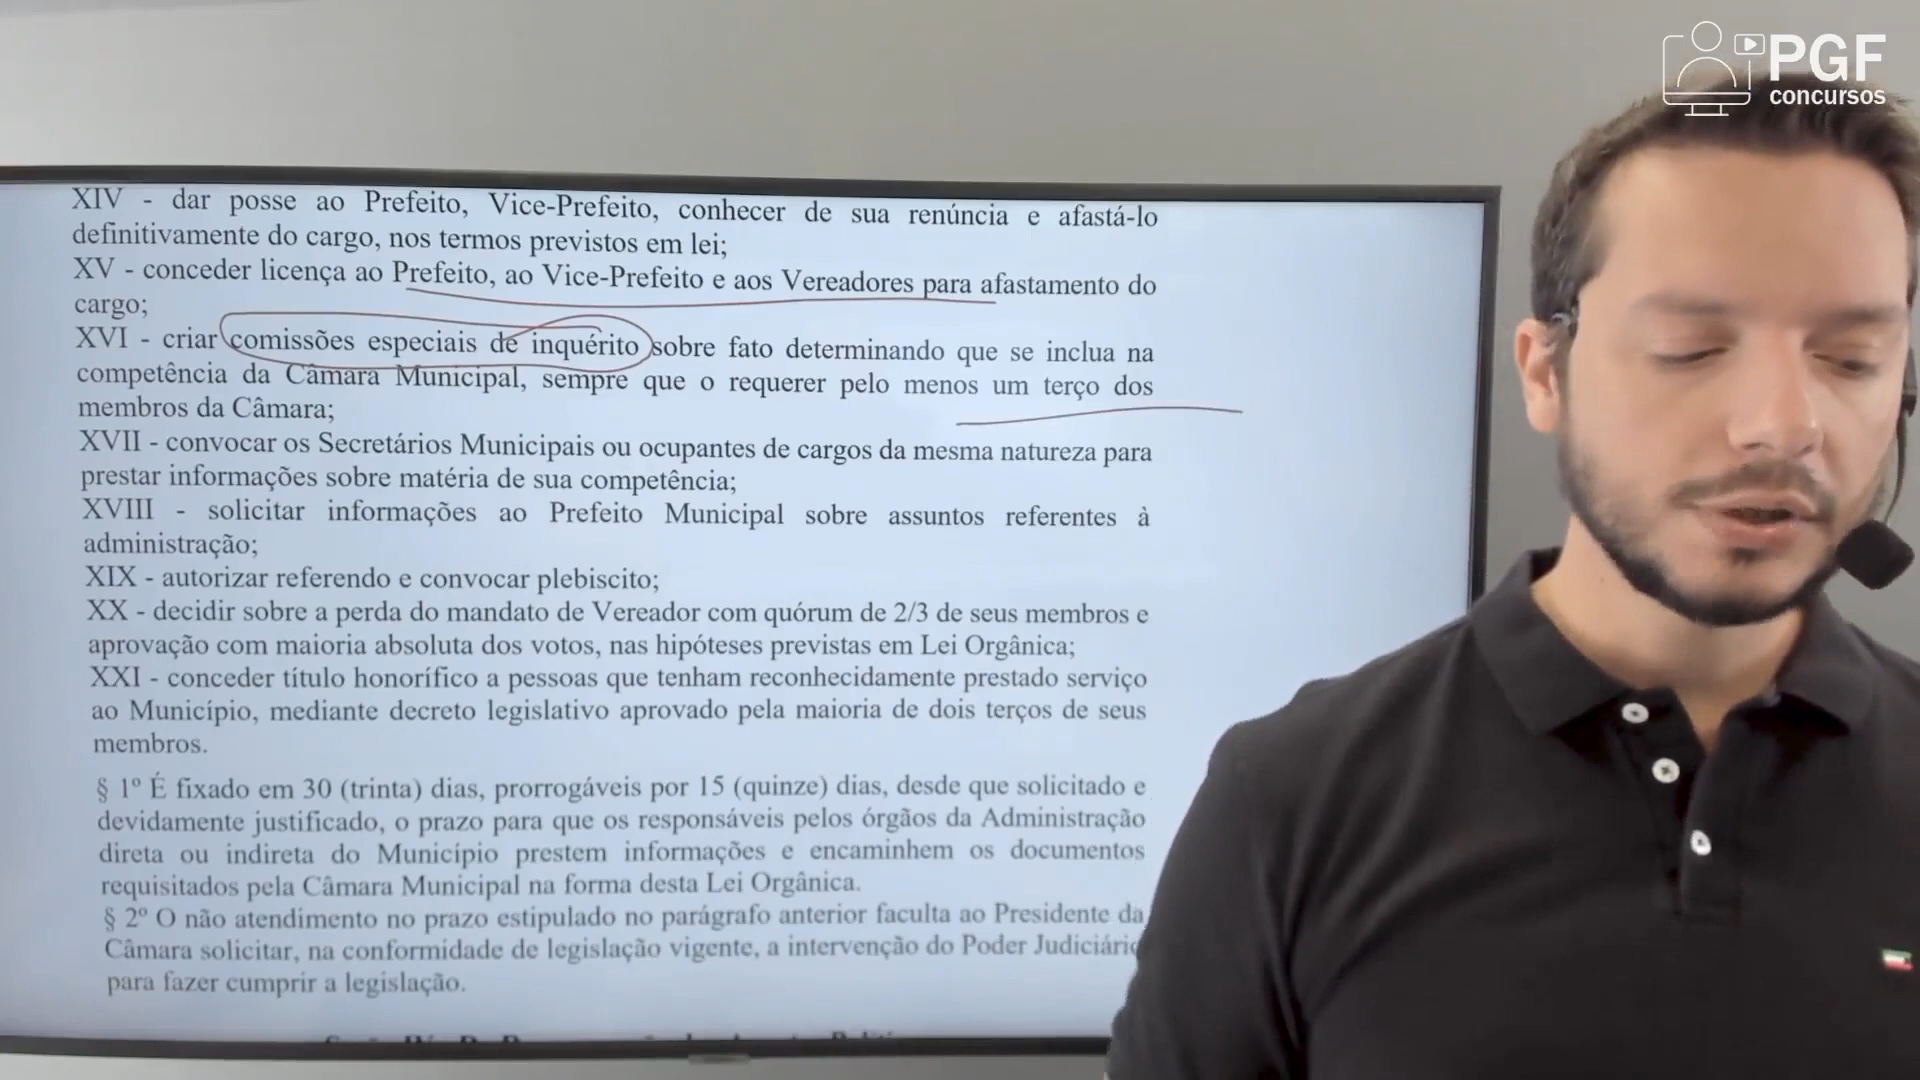 PGF
concursos
XIV - dar posse ao Prefeito, Vice-Prefeito, conhecer de sua renúncia e afastá-lo
definitivamente do cargo, nos termos previstos em lei;
XV - conceder licença ao Prefeito, ao Vice-Prefeito e aos Vereadores para afastamento do
cargo;
XVI - criar comissões especiais de inquérito sobre fato determinando que se inclua na
competência da Câmara Municipal, sempre que o requerer pelo menos um terço dos
membros da Câmara;
XVII - convocar os Secretários Municipais ou ocupantes de cargos da mesma natureza para
prestar informações sobre matéria de sua competência;
XVIII - solicitar informações ao Prefeito Municipal sobre assuntos referentes à
administração;
XIX - autorizar referendo e convocar plebiscito;
XX - decidir sobre a perda do mandato de Vereador com quórum de 2/3 de seus membros e
aprovação com maioria absoluta dos votos, nas hipóteses previstas em Lei Orgânica;
XXI - conceder título honorífico a pessoas que tenham reconhecidamente prestado serviço
ao Município, mediante decreto legislativo aprovado pela maioria de dois terços de seus
membros.
§ 1º É fixado em 30 (trinta) dias, prorrogáveis por 15 (quinze) dias, desde que solicitado e
devidamente justificado, o prazo para que os responsáveis pelos órgãos da Administração
direta ou indireta do Município prestem informações e encaminhem os documentos
requisitados pela Câmara Municipal na forma desta Lei Orgânica.
§ 2º O não atendimento no prazo estipulado no parágrafo anterior faculta ao Presidente da
Câmara solicitar, na conformidade de legislação vigente, a intervenção do Poder Judiciário
para fazer cumprir a legislação.